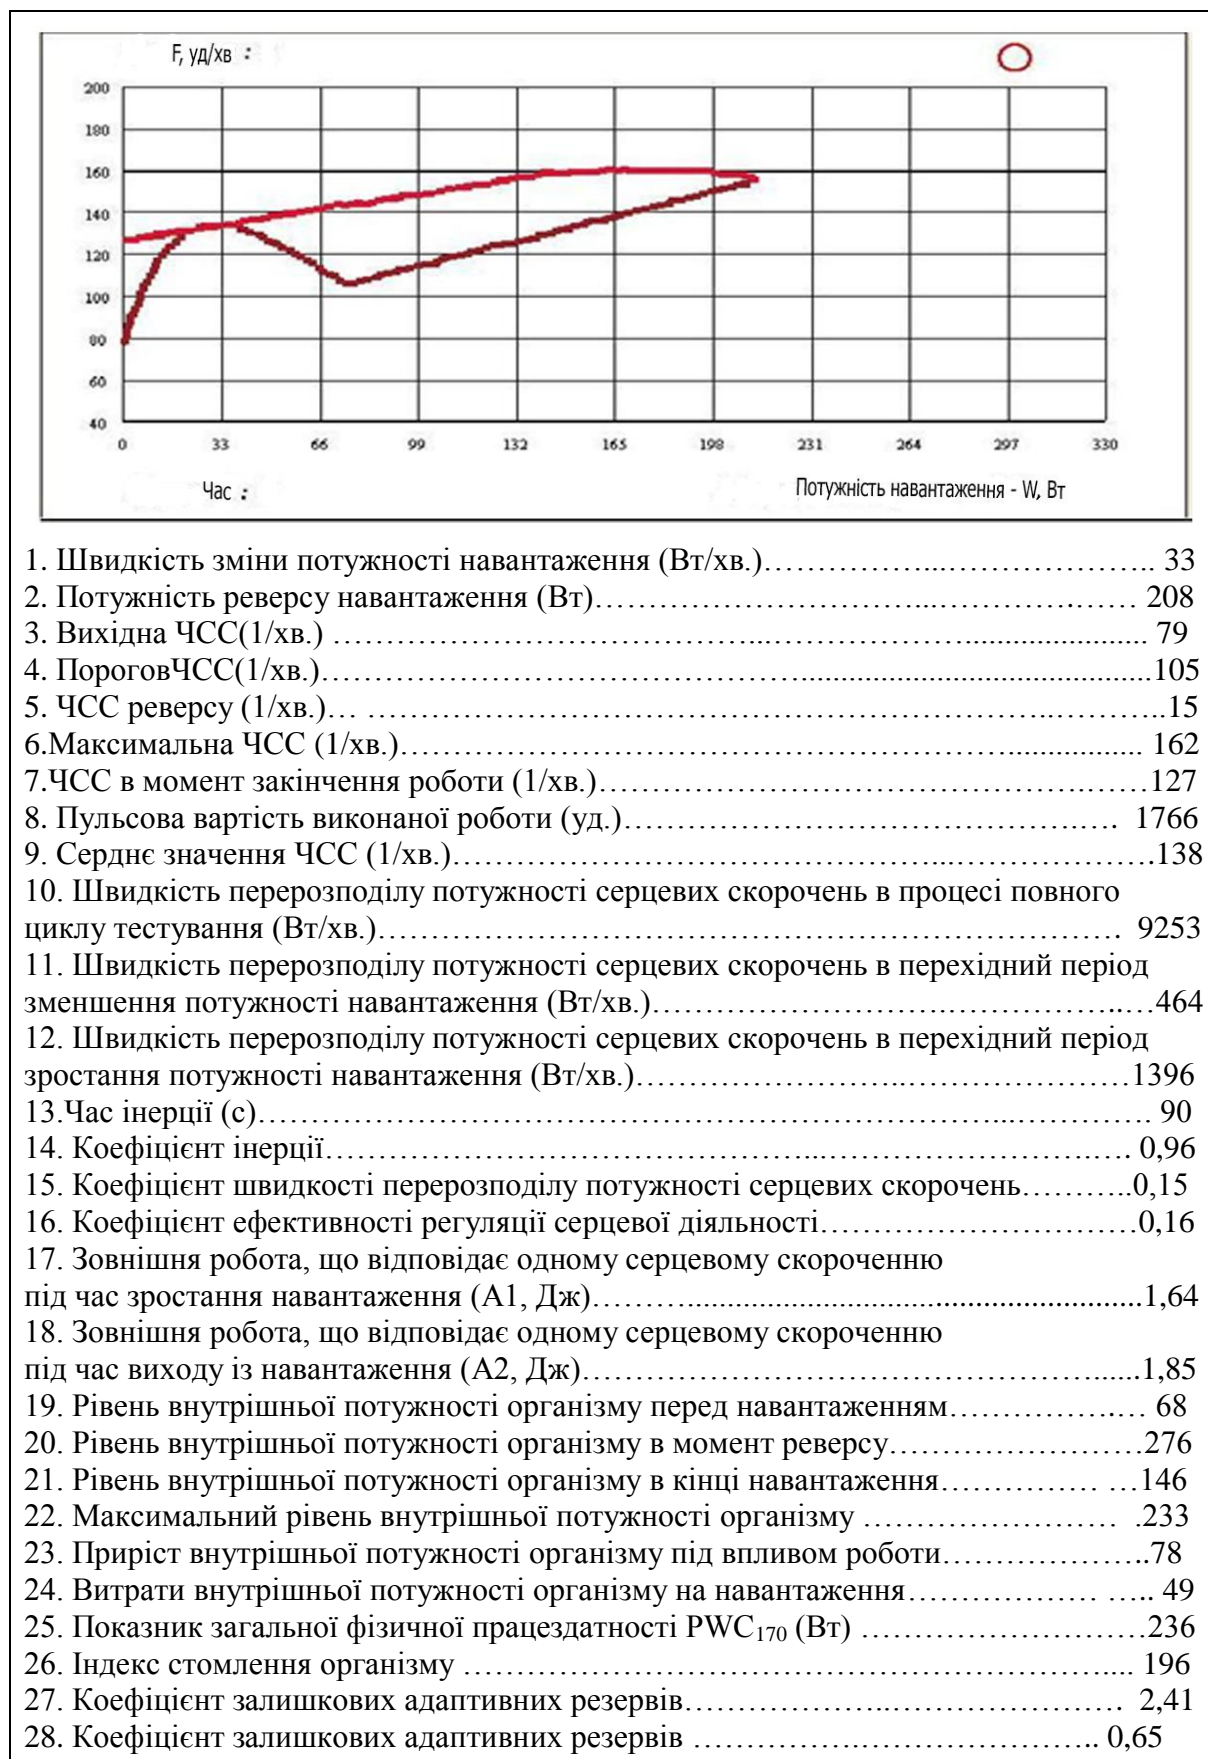 F, уд/хв :
200
180
160
140
120
100
80
60
40
0 33 66 99 132 165 198 231 264 297 330
Час : Потужність навантаження - W, Вт
1. Швидкість зміни потужності навантаження (Вт/хв.)…………………...……………………….. 33
2. Потужність реверсу навантаження (Вт)……………………………...………….…… 208
3. Вихідна ЧСС(1/хв.) ………………………………………..……………….................... 79
4. ПороговЧСС(1/хв.)……………………………………………….................................105
5. ЧСС реверсу (1/хв.)… ………………………………………………………..………..15
6.Максимальна ЧСС (1/хв.)……………………………………………………................ 162
7.ЧСС в момент закінчення роботи (1/хв.)…………………………………………….127
8. Пульсова вартість виконаної роботи (уд.)…………………………………………. 1766
9. Серднє значення ЧСС (1/хв.)……………………………………...………………….138
10. Швидкість перерозподілу потужності серцевих скорочень в процесі повного
циклу тестування (Вт/хв.)……………………………………………………………. 9253
11. Швидкість перерозподілу потужності серцевих скорочень в перехідний період
зменшення потужності навантаження (Вт/хв.)……………………………………..…464
12. Швидкість перерозподілу потужності серцевих скорочень в перехідний період
зростання потужності навантаження (Вт/хв.)…………………..………………………1396
13.Час інерції (с)……………………………………………………………...…………. 90
14. Коефіцієнт інерції………………………………………...………………………. 0,96
15. Коефіцієнт швидкості перерозподілу потужності серцевих скорочень………..0,15
16. Коефіцієнт ефективності регуляції серцевої діяльності…………………………0,16
17. Зовнішня робота, що відповідає одному серцевому скороченню
під час зростання навантаження (А1, Дж)………...................................................1,64
18. Зовнішня робота, що відповідає одному серцевому скороченню
під час виходу із навантаження (А2, Дж)……………………………………………......1,85
19. Рівень внутрішньої потужності організму перед навантаженням……………..… 68
20. Рівень внутрішньої потужності організму в момент реверсу……………………276
21. Рівень внутрішньої потужності організму в кінці навантаження……………… …146
22. Максимальний рівень внутрішньої потужності організму ………………… .233
23. Приріст внутрішньої потужності організму під впливом роботи………………..78
24. Витрати внутрішньої потужності організму на навантаження………………… ….. 49
25. Показник загальної фізичної працездатності PWC₁₇₀ (Вт) ………………………236
26. Індекс стомлення організму …………………………………………………….... 196
27. Коефіцієнт залишкових адаптивних резервів…………………………………. 2,41
28. Коефіцієнт залишкових адаптивних резервів ……………………………….. 0,65